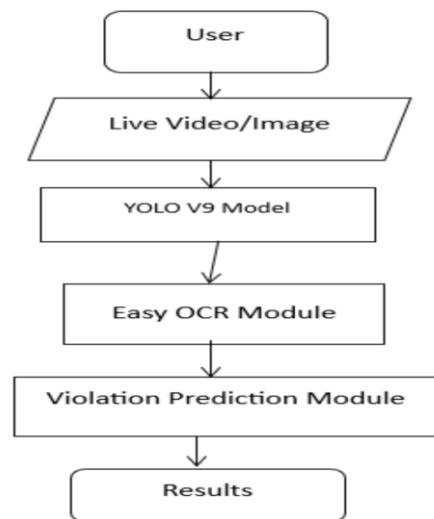 User
Live Video/Image
YOLO V9 Model
Easy OCR Module
Violation Prediction Module
Results